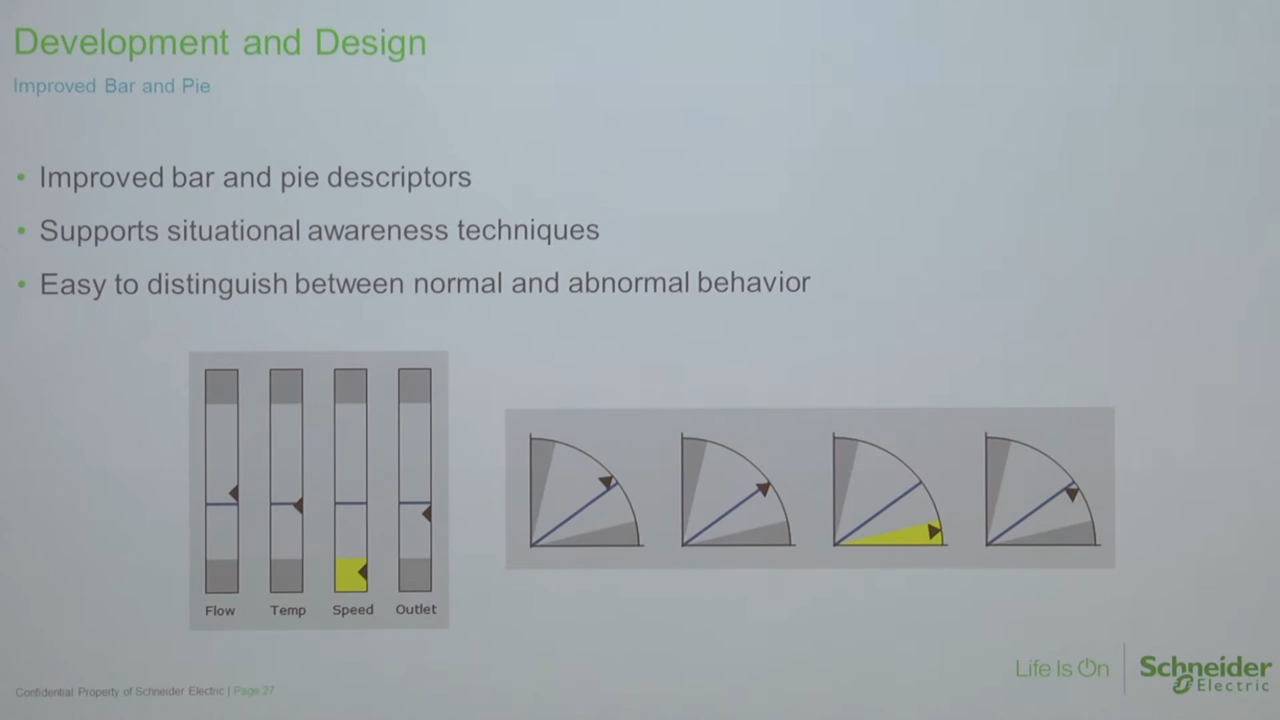 Development and Design
Improved Bar and Pie
• Improved bar and pie descriptors
• Supports situational awareness techniques
• Easy to distinguish between normal and abnormal behavior
Flow Temp Speed Outlet
Life Is On
Schneider
Electric
Confidential Property of Schneider Electric | Page 27